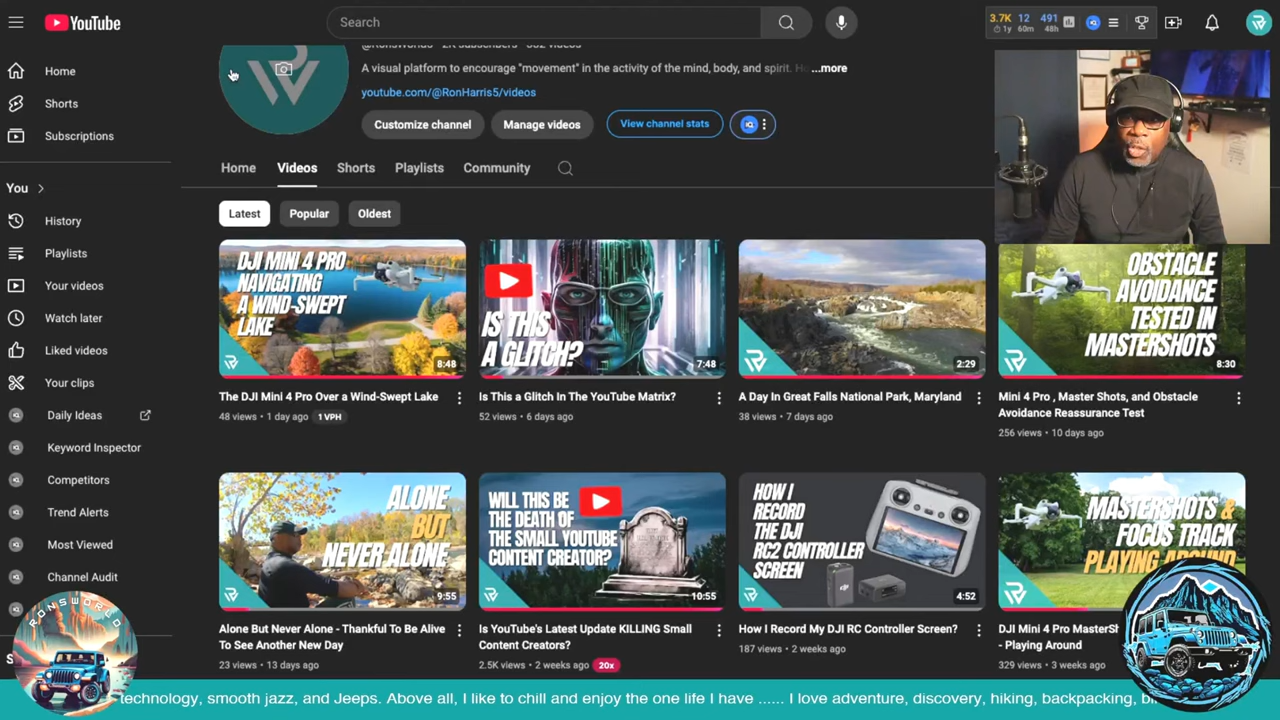 YouTube
Search
3.7K 12 491
1y 60m 48h
Home
Shorts
Subscriptions
You
History
Playlists
Your videos
Watch later
Liked videos
Your clips
Daily Ideas
Keyword Inspector
Competitors
Trend Alerts
Most Viewed
Channel Audit
A visual platform to encourage "movement" in the activity of the mind, body, and spirit. ...more
youtube.com/@RonHarris5/videos
Customize channel
Manage videos
View channel stats
Home Videos Shorts Playlists Community
Latest Popular Oldest
DJI MINI 4 PRO
NAVIGATING
A WIND-SWEPT
LAKE
8:48
The DJI Mini 4 Pro Over a Wind-Swept Lake
48 views • 1 day ago 1 VPH
IS THIS
A GLITCH?
7:48
Is This a Glitch In The YouTube Matrix?
52 views • 6 days ago
2:29
A Day In Great Falls National Park, Maryland
38 views • 7 days ago
OBSTACLE
AVOIDANCE
TESTED IN
MASTERSHOTS
8:30
Mini 4 Pro , Master Shots, and Obstacle
Avoidance Reassurance Test
256 views • 10 days ago
ALONE
BUT
NEVER ALONE
9:55
Alone But Never Alone - Thankful To Be Alive
To See Another New Day
23 views • 13 days ago
WILL THIS BE
THE DEATH OF
THE SMALL YOUTUBE
CONTENT CREATOR?
10:55
Is YouTube's Latest Update KILLING Small
Content Creators?
2.5K views • 2 weeks ago 20x
HOW I
RECORD
THE DJI
RC2 CONTROLLER
SCREEN
4:52
How I Record My DJI RC Controller Screen?
187 views • 2 weeks ago
MASTERSHOTS &
FOCUS TRACK
PLAYING AROUND
DJI Mini 4 Pro MasterSh
- Playing Around
329 views • 3 weeks ago
RONSWORLD
technology, smooth jazz, and Jeeps. Above all, I like to chill and enjoy the one life I have ...... I love adventure, discovery, hiking, backpacking,